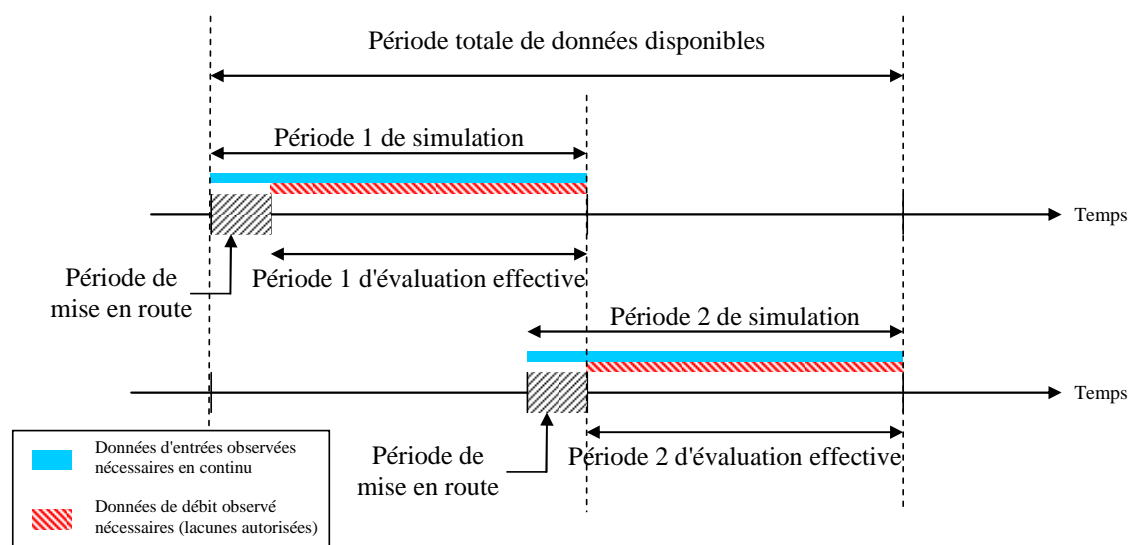 Période totale de données disponibles
Période 1 de simulation
Temps
Période de
mise en route
Période 1 d'évaluation effective
Période 2 de simulation
Temps
Période de
mise en route
Période 2 d'évaluation effective
Données d'entrées observées
nécessaires en continu
Données de débit observé
nécessaires (lacunes autorisées)